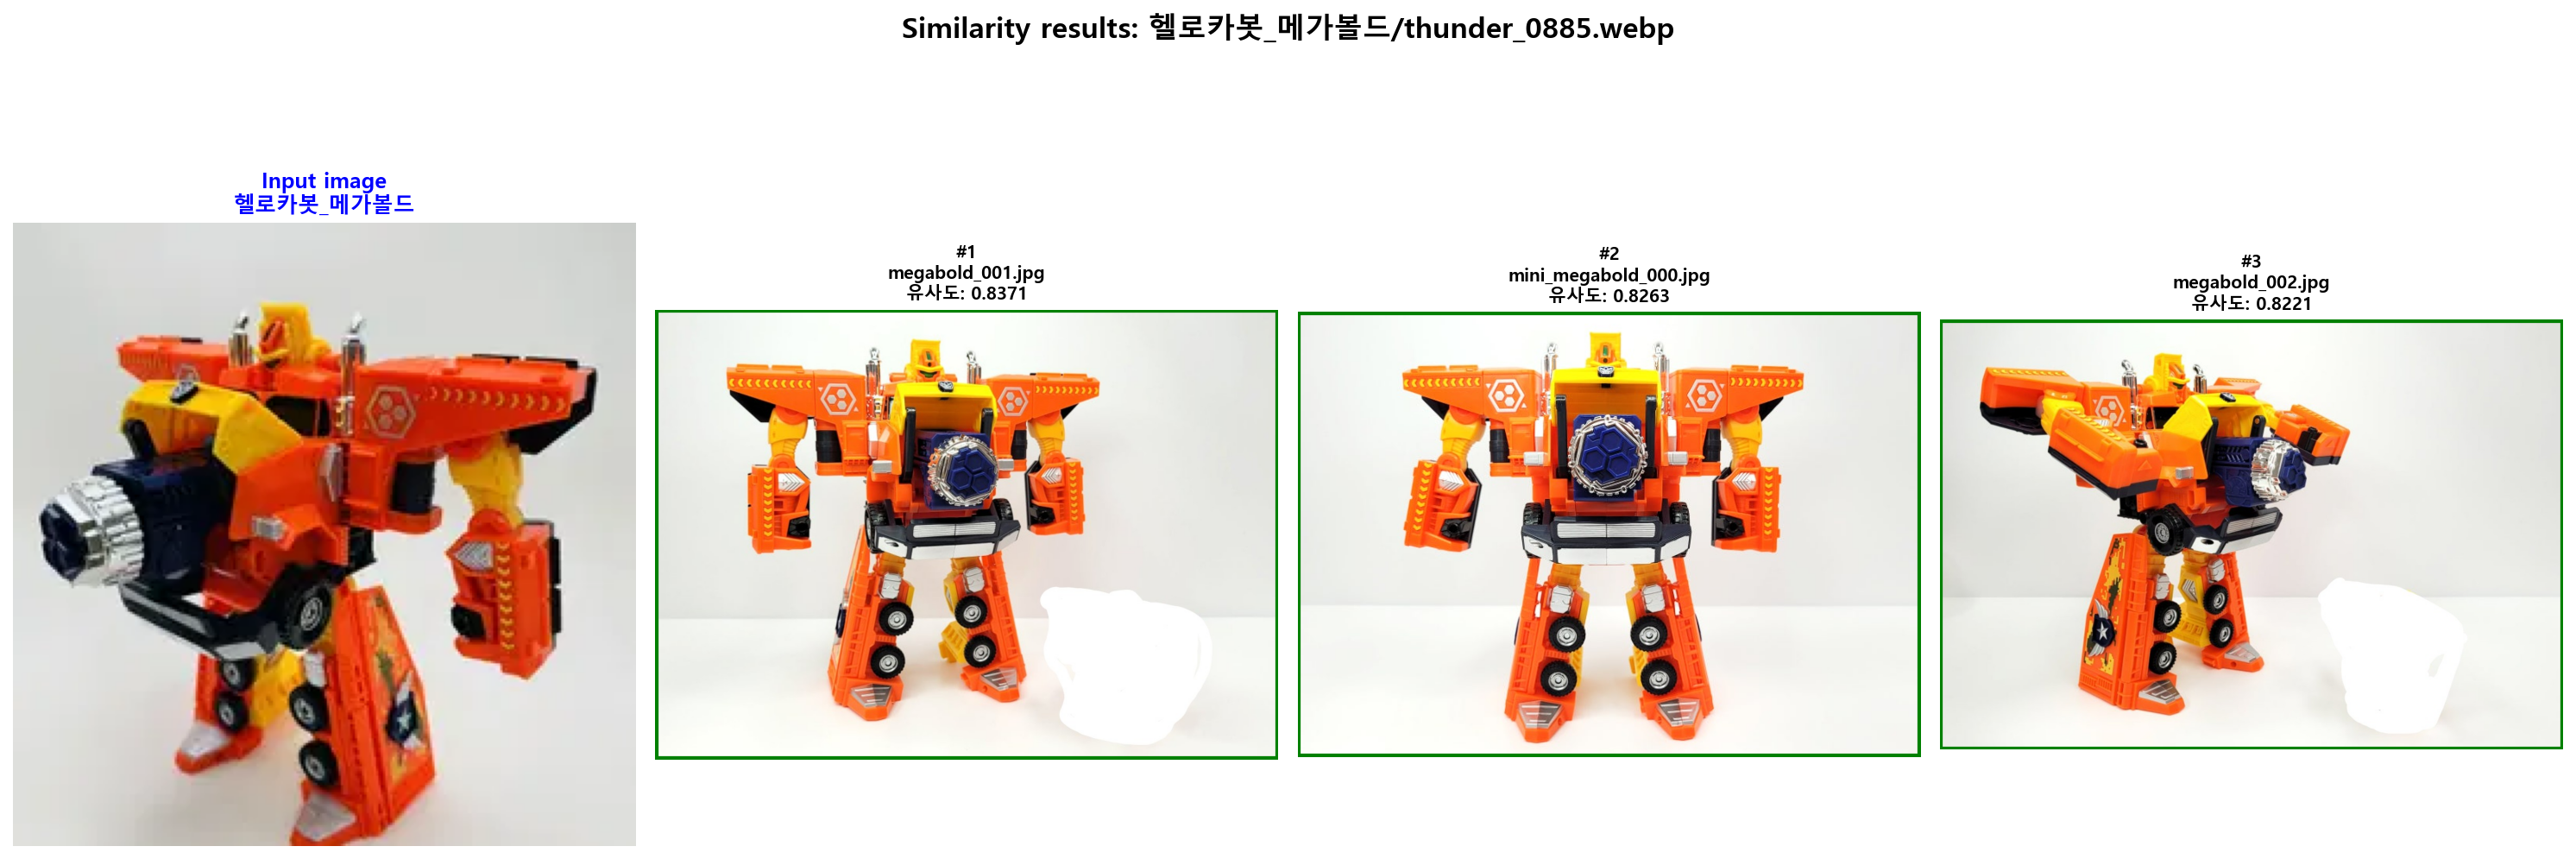 Similarity results: 헬로카봇_메가볼드/thunder_0885.webp
Input image
헬로카봇_메가볼드
#1
megabold_001.jpg
유사도: 0.8371
#2
mini_megabold_000.jpg
유사도: 0.8263
#3
megabold_002.jpg
유사도: 0.8221